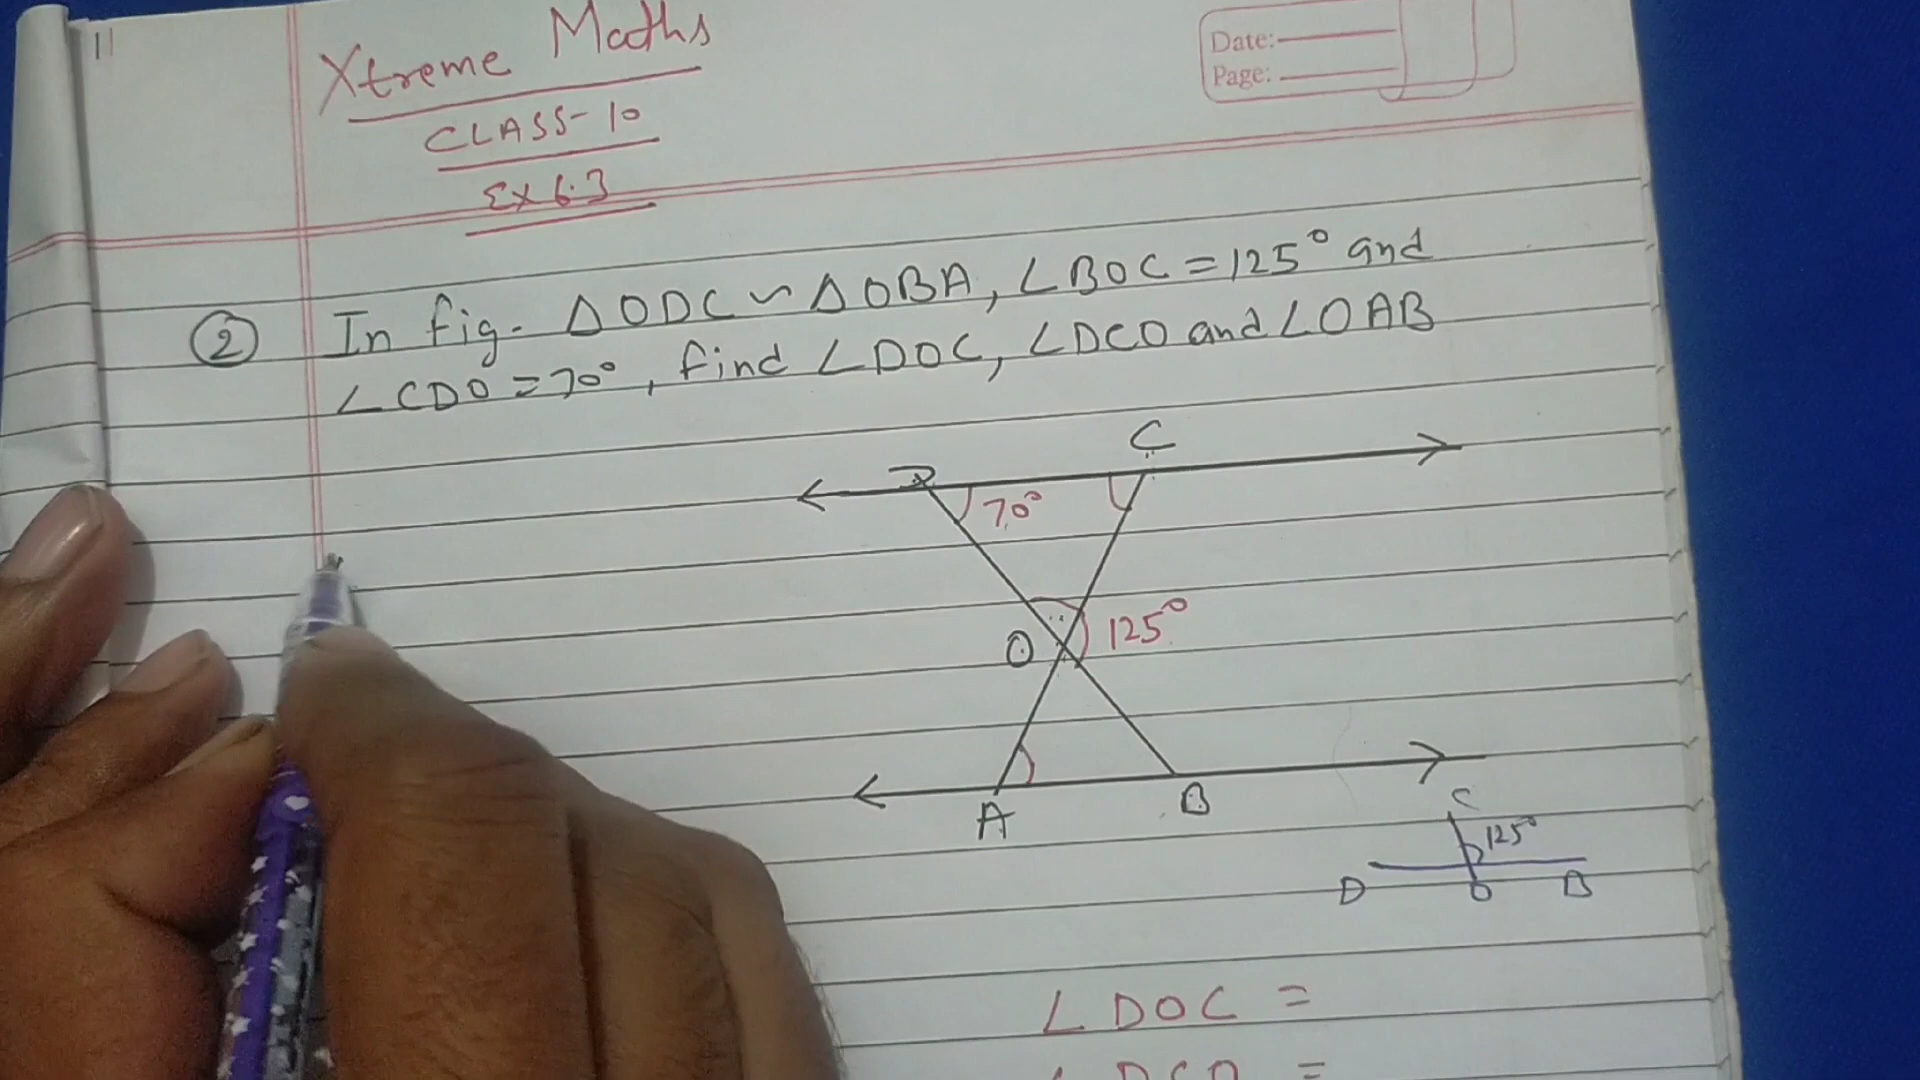 Xtreme Maths
CLASS-10
Ex 6.3
Date:
Page:
② In fig. △ODC ∽ △OBA, ∠BOC = 125° and
∠CDO = 70°, find ∠DOC, ∠DCO and ∠OAB
D C
70°
O 125°
A B
C
125°
D O B
∠DOC =
∠DCO =